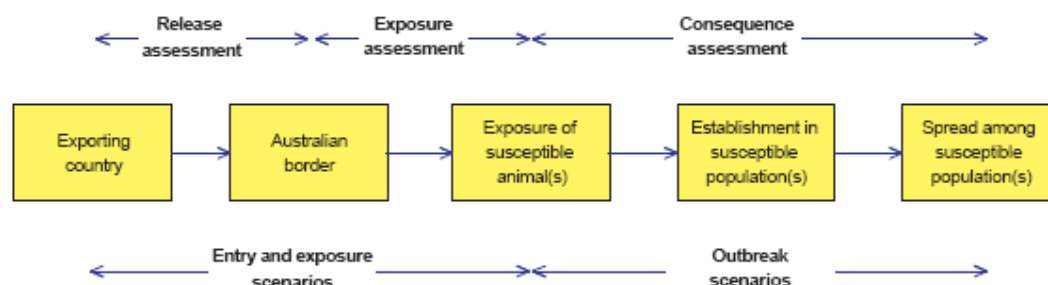 Release
assessment
Exposure
assessment
Consequence
assessment
Exporting
country
Australian
border
Exposure of
susceptible
animal(s)
Establishment in
susceptible
population(s)
Spread among
susceptible
population(s)
Entry and exposure
scenarios
Outbreak
scenarios